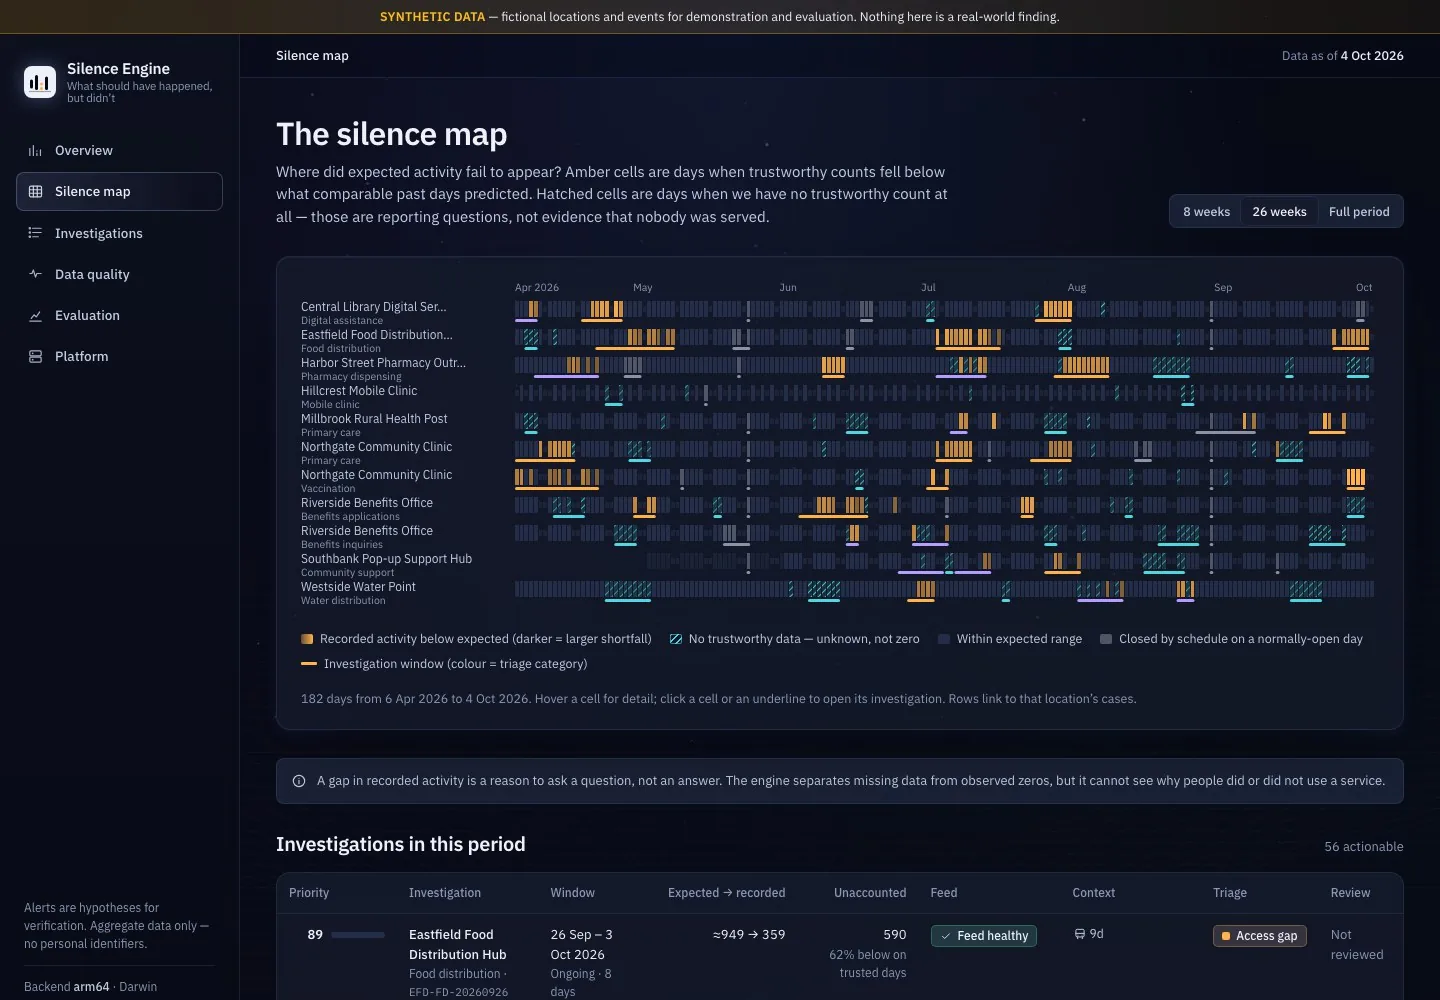 SYNTHETIC DATA — fictional locations and events for demonstration and evaluation. Nothing here is a real-world finding.
Silence Engine
What should have happened,
but didn't
Overview
Silence map
Investigations
Data quality
Evaluation
Platform
Alerts are hypotheses for
verification. Aggregate data only —
no personal identifiers.
Backend arm64 · Darwin
Silence map
Data as of 4 Oct 2026
The silence map
Where did expected activity fail to appear? Amber cells are days when trustworthy counts fell below
what comparable past days predicted. Hatched cells are days when we have no trustworthy count at
all — those are reporting questions, not evidence that nobody was served.
8 weeks 26 weeks Full period
Apr 2026 May Jun Jul Aug Sep Oct
Central Library Digital Ser...
Digital assistance
Eastfield Food Distribution...
Food distribution
Harbor Street Pharmacy Outr...
Pharmacy dispensing
Hillcrest Mobile Clinic
Mobile clinic
Millbrook Rural Health Post
Primary care
Northgate Community Clinic
Primary care
Northgate Community Clinic
Vaccination
Riverside Benefits Office
Benefits applications
Riverside Benefits Office
Benefits inquiries
Southbank Pop-up Support Hub
Community support
Westside Water Point
Water distribution
Recorded activity below expected (darker = larger shortfall) No trustworthy data — unknown, not zero Within expected range Closed by schedule on a normally-open day
Investigation window (colour = triage category)
182 days from 6 Apr 2026 to 4 Oct 2026. Hover a cell for detail; click a cell or an underline to open its investigation. Rows link to that location's cases.
A gap in recorded activity is a reason to ask a question, not an answer. The engine separates missing data from observed zeros, but it cannot see why people did or did not use a service.
Investigations in this period
56 actionable
Priority Investigation Window Expected → recorded Unaccounted Feed Context Triage Review
89 Eastfield Food 26 Sep – 3 ≈949 → 359 590 Feed healthy 9d Access gap Not
Distribution Hub Oct 2026 62% below on reviewed
Food distribution · Ongoing · 8 trusted days
EFD-FD-20260926 days